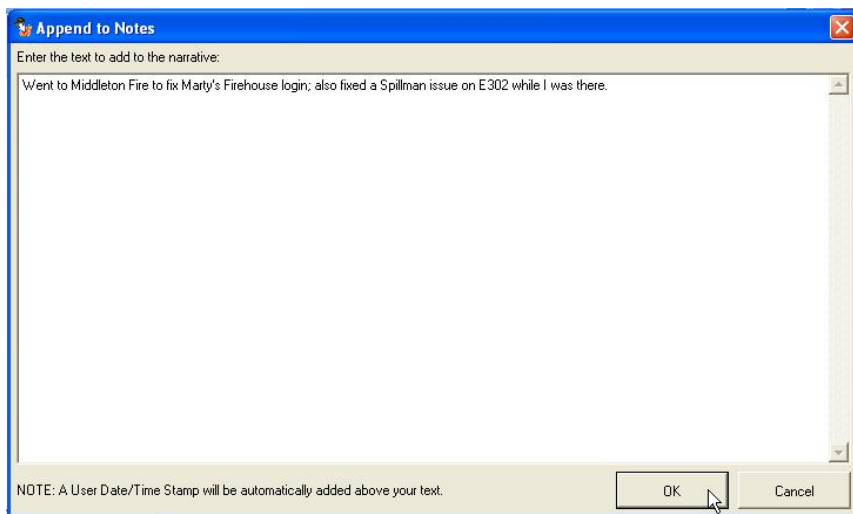 Append to Notes
Enter the text to add to the narrative:
Went to Middleton Fire to fix Marty's Firehouse login; also fixed a Spillman issue on E302 while I was there.
NOTE: A User Date/Time Stamp will be automatically added above your text.
OK
Cancel